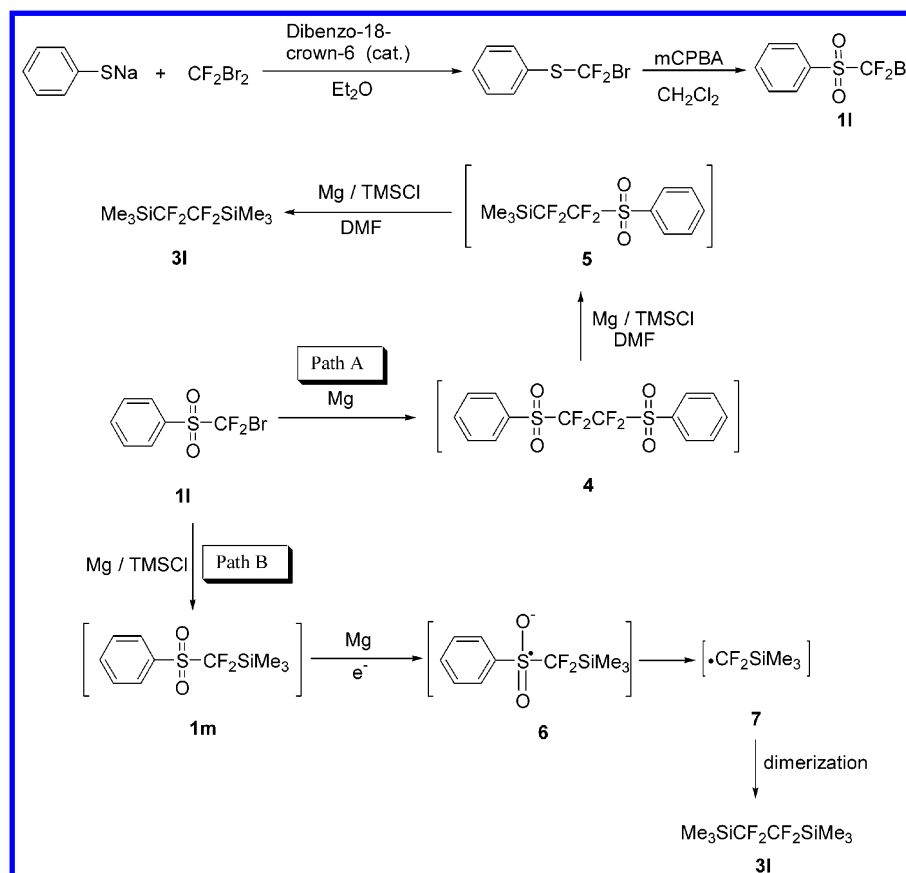 Dibenzo-18-
crown-6 (cat.)
SNa + CF2Br2
Et2O
S CF2Br
mCPBA
CH2Cl2
O
S CF2B
O
1l
Me3SiCF2CF2SiMe3
3l
Mg / TMSCl
DMF
O
Me3SiCF2CF2 S
O
5
Mg / TMSCl
DMF
O
S CF2Br
O
1l
Path A
Mg
O O
S CF2CF2 S
O O
4
Mg / TMSCl
Path B
O
S CF2SiMe3
O
1m
Mg
e-
O-
S CF2SiMe3
O
6
•CF2SiMe3
7
dimerization
Me3SiCF2CF2SiMe3
3l